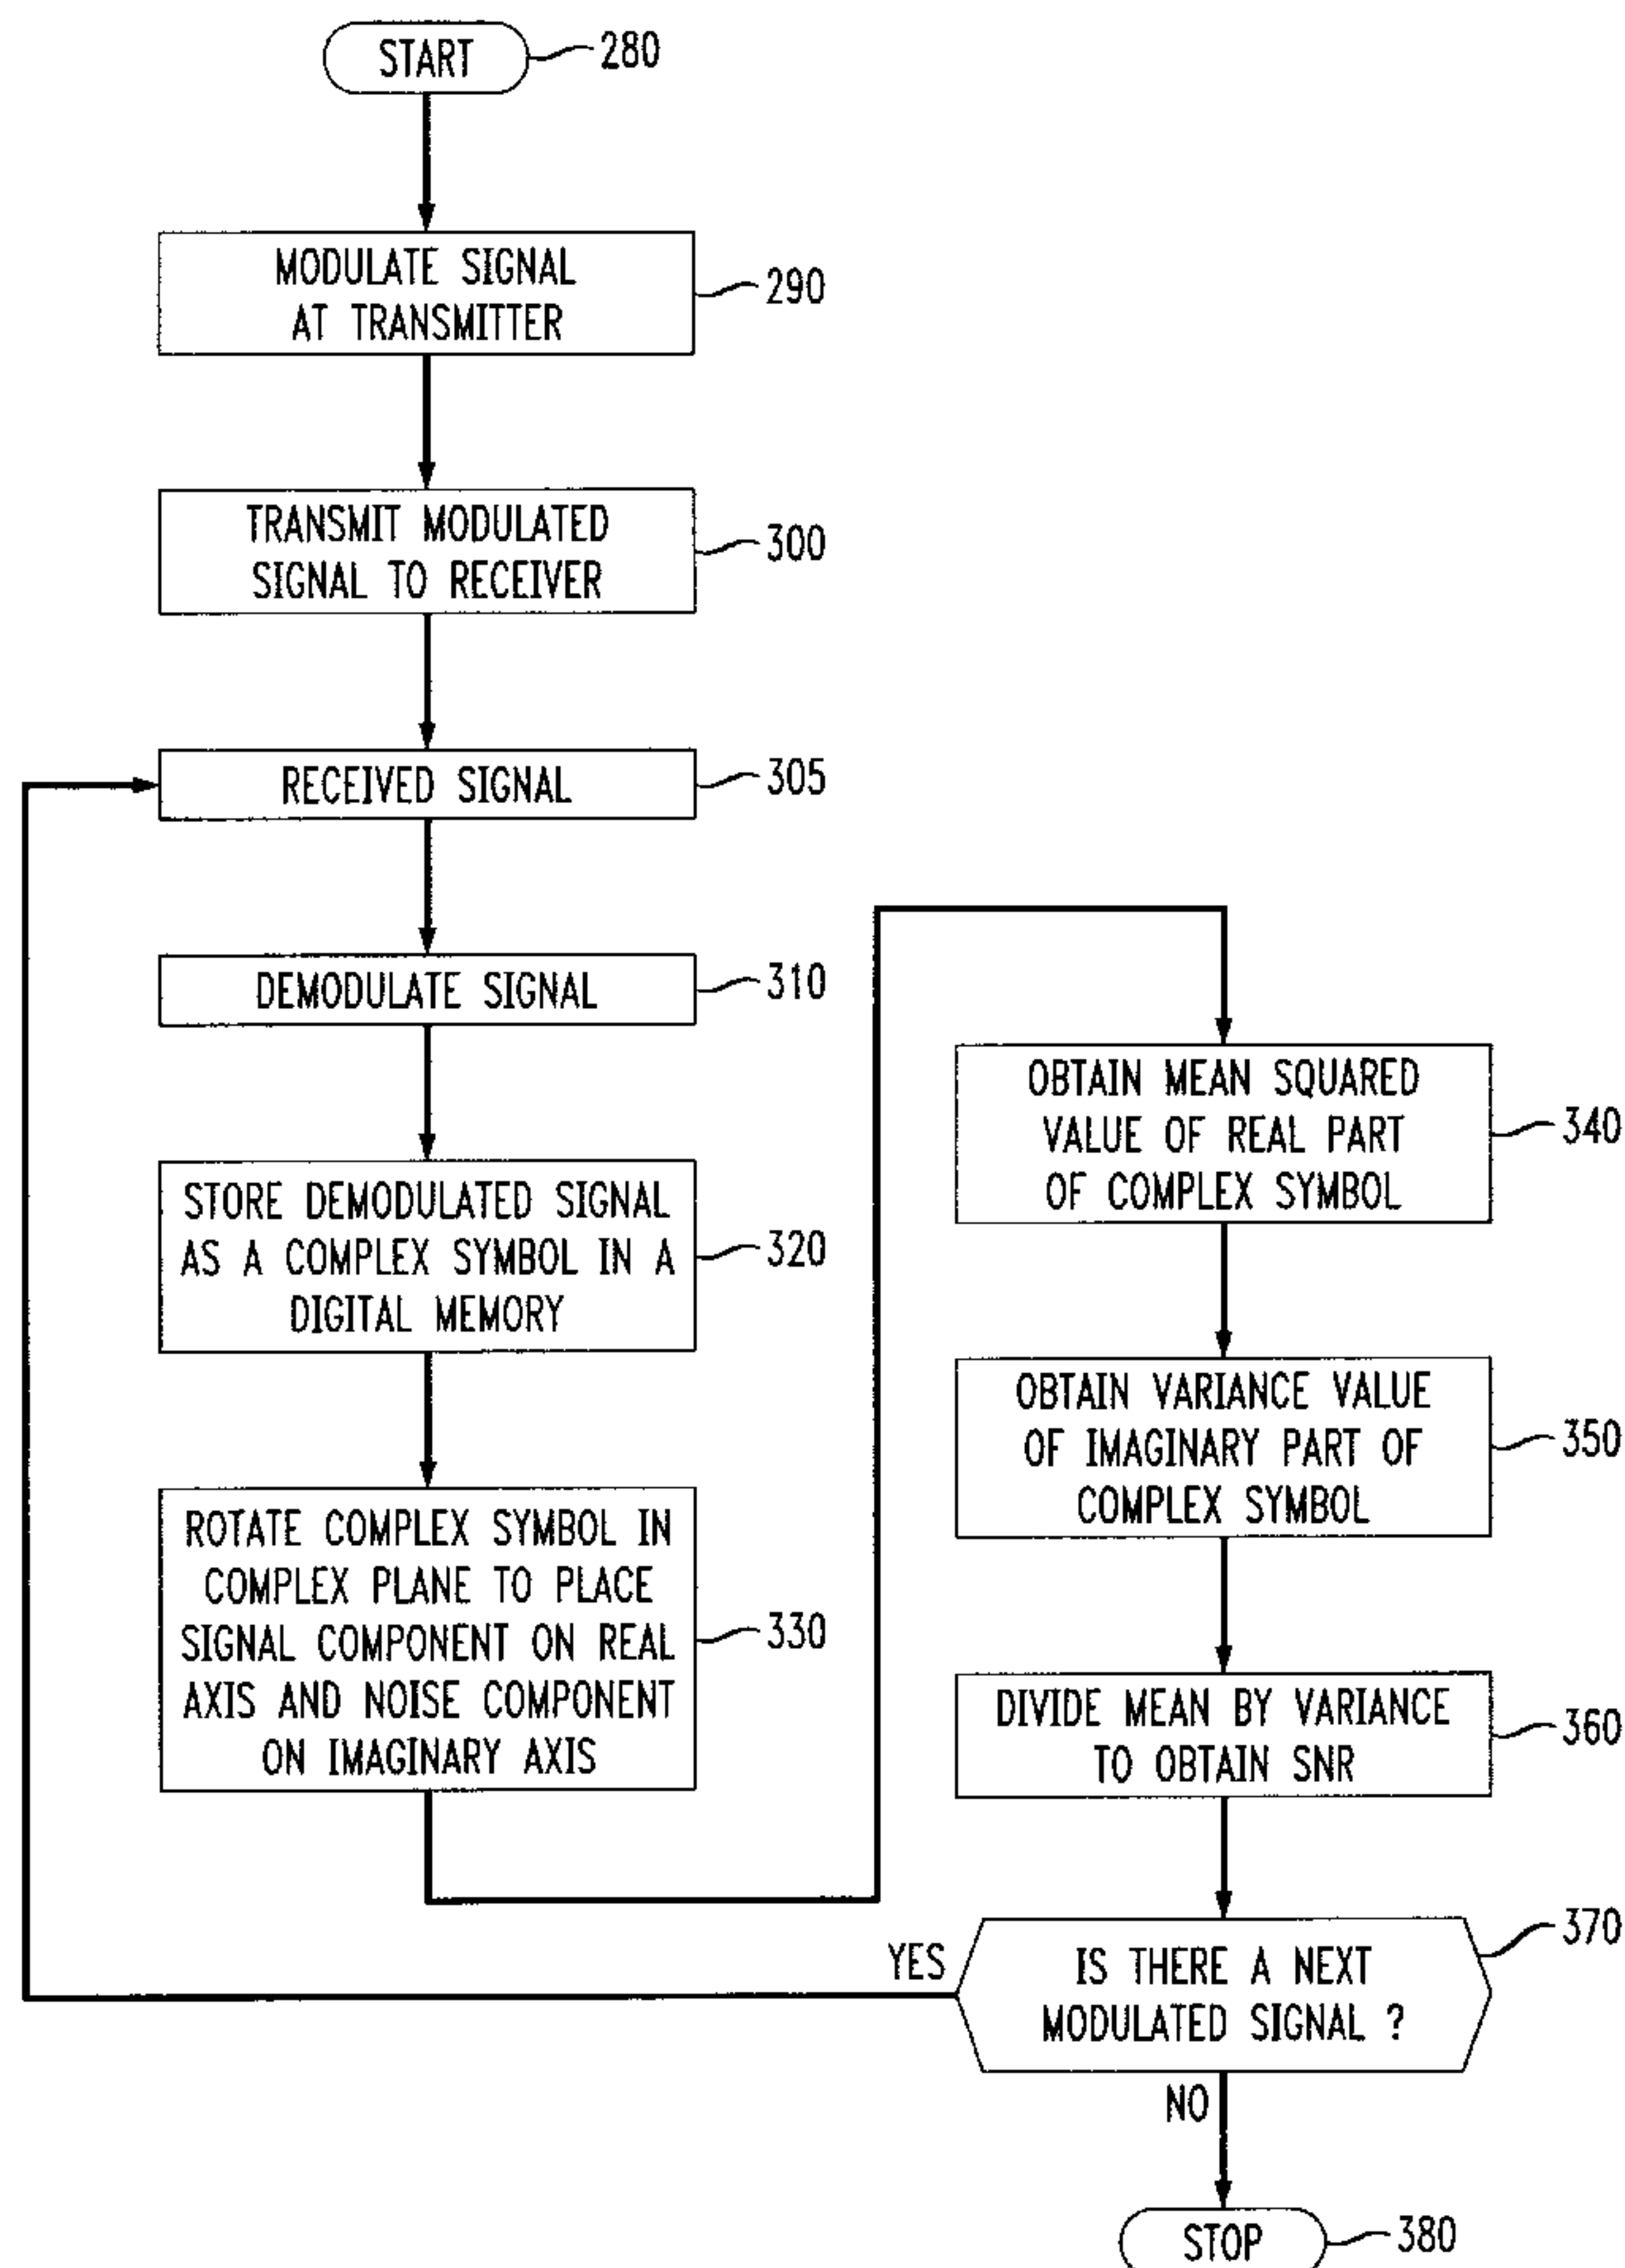 START
280
MODULATE SIGNAL
AT TRANSMITTER
290
TRANSMIT MODULATED
SIGNAL TO RECEIVER
300
RECEIVED SIGNAL
305
DEMODULATE SIGNAL
310
STORE DEMODULATED SIGNAL
AS A COMPLEX SYMBOL IN A
DIGITAL MEMORY
320
ROTATE COMPLEX SYMBOL IN
COMPLEX PLANE TO PLACE
SIGNAL COMPONENT ON REAL
AXIS AND NOISE COMPONENT
ON IMAGINARY AXIS
330
OBTAIN MEAN SQUARED
VALUE OF REAL PART
OF COMPLEX SYMBOL
340
OBTAIN VARIANCE VALUE
OF IMAGINARY PART OF
COMPLEX SYMBOL
350
DIVIDE MEAN BY VARIANCE
TO OBTAIN SNR
360
IS THERE A NEXT
MODULATED SIGNAL ?
370
YES
NO
STOP
380